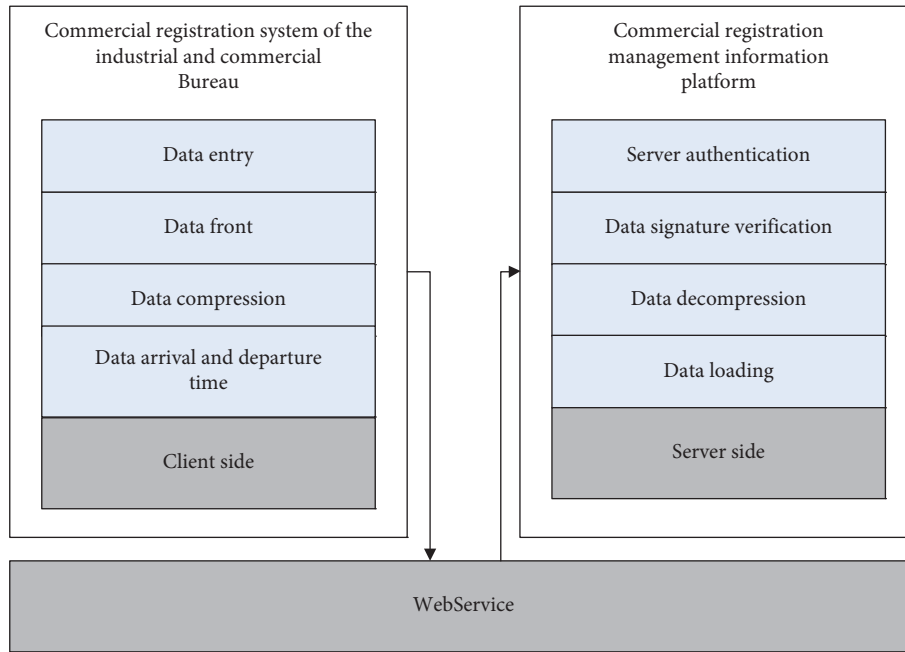 Commercial registration system of the
industrial and commercial
Bureau
Data entry
Data front
Data compression
Data arrival and departure
time
Client side
Commercial registration
management information
platform
Server authentication
Data signature verification
Data decompression
Data loading
Server side
WebService